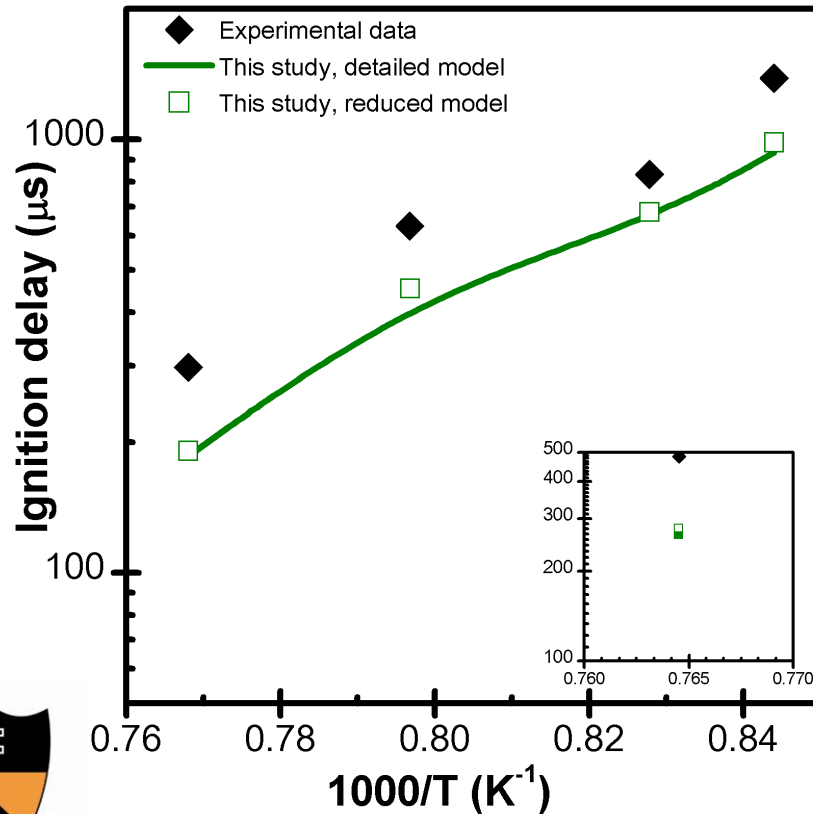 Experimental data
This study, detailed model
This study, reduced model
Ignition delay (μs)
1000
100
0.76 0.78 0.80 0.82 0.84
1000/T (K⁻¹)
500
400
300
200
100
0.760 0.765 0.770